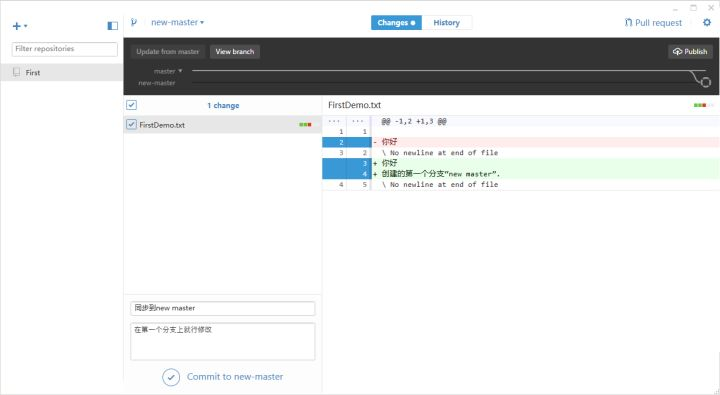 new-master
Changes
History
Pull request
Filter repositories
First
Update from master
View branch
Publish
master
new-master
1 change
FirstDemo.txt
FirstDemo.txt
... ... @@ -1,2 +1,3 @@
1 1
2 - 你好
3 2 \ No newline at end of file
3 + 你好
4 + 创建的第一个分支“new master”.
4 5 \ No newline at end of file
同步到new master
在第一个分支上就行修改
Commit to new-master